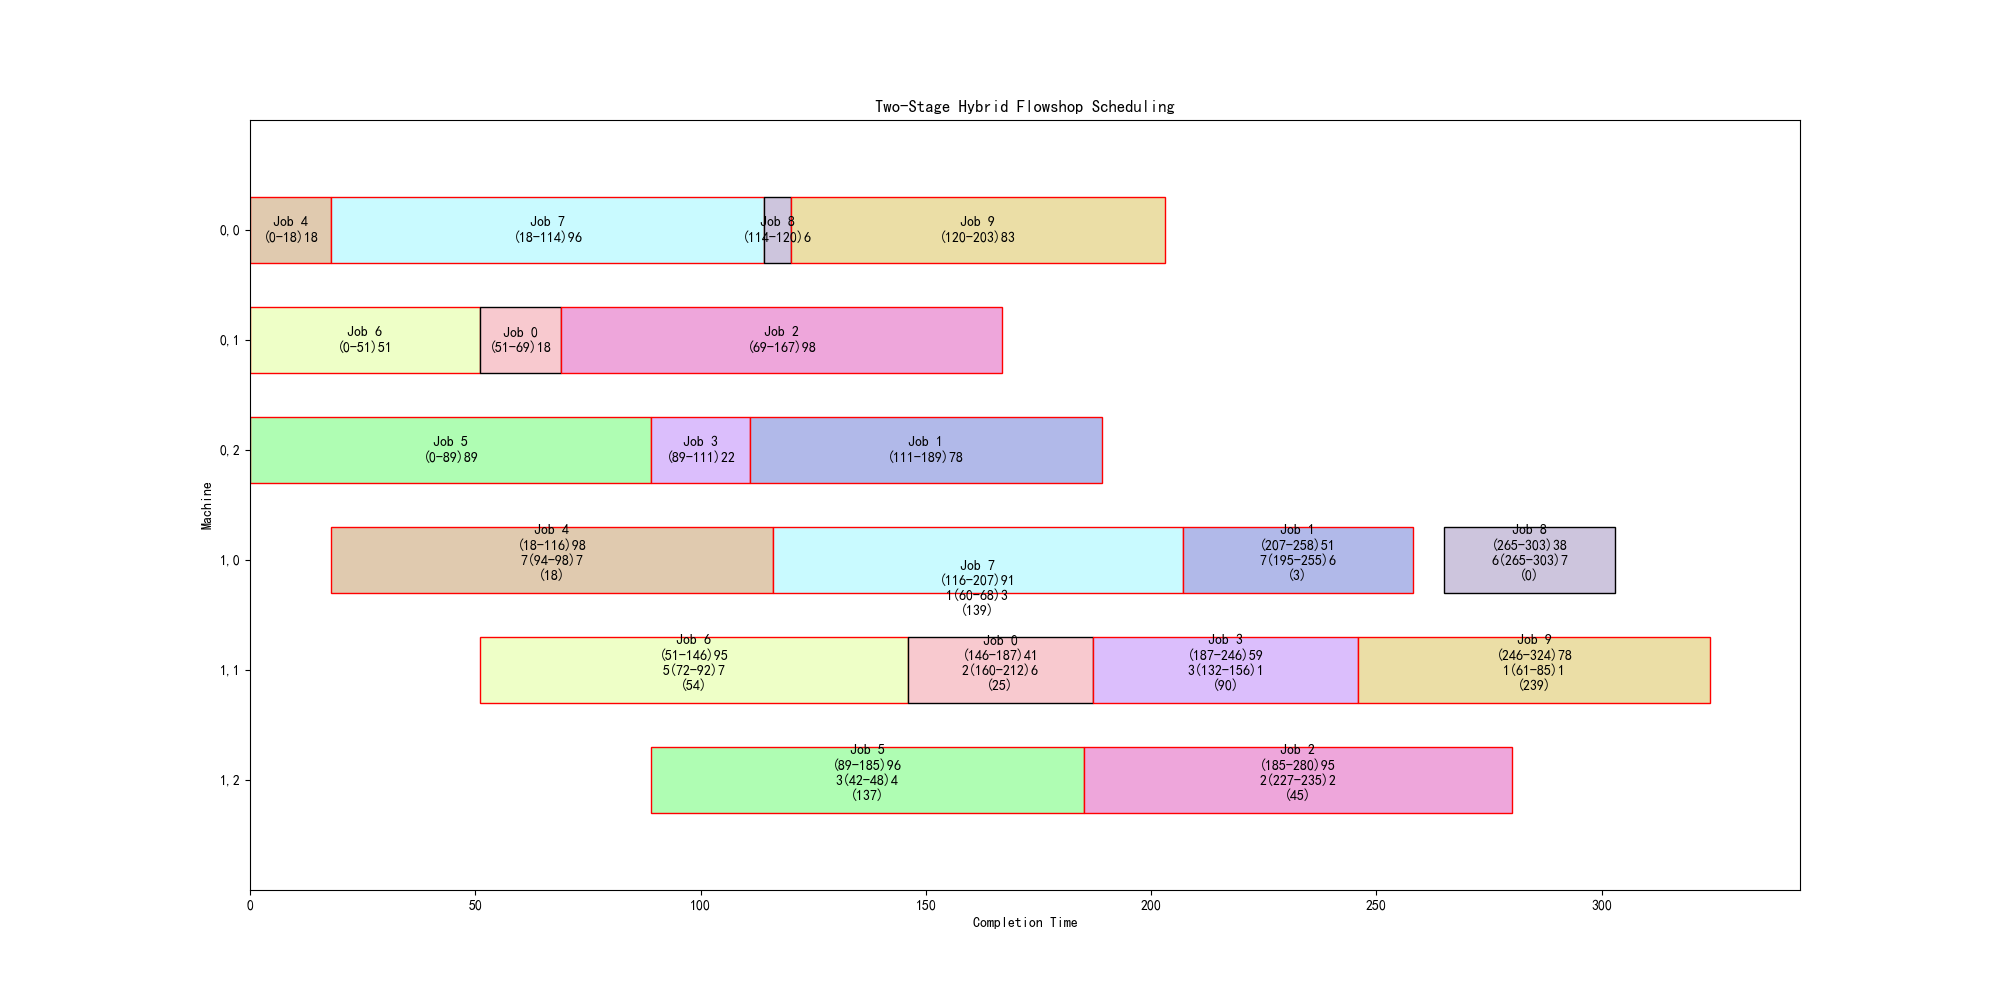 Two-Stage Hybrid Flowshop Scheduling
0,0
Job 4
(0-18)18
Job 7
(18-114)96
Job 8
(114-120)6
Job 9
(120-203)83
0,1
Job 6
(0-51)51
Job 0
(51-69)18
Job 2
(69-167)98
0,2
Job 5
(0-89)89
Job 3
(89-111)22
Job 1
(111-189)78
Machine
1,0
Job 4
(18-116)98
7(94-98)7
(18)
Job 7
(116-207)91
1(60-68)3
(139)
Job 1
(207-258)51
7(195-255)6
(3)
Job 8
(265-303)38
6(265-303)7
(0)
1,1
Job 6
(51-146)95
5(72-92)7
(54)
Job 0
(146-187)41
2(160-212)6
(25)
Job 3
(187-246)59
3(132-156)1
(90)
Job 9
(246-324)78
1(61-85)1
(239)
1,2
Job 5
(89-185)96
3(42-48)4
(137)
Job 2
(185-280)95
2(227-235)2
(45)
0 50 100 150 200 250 300
Completion Time